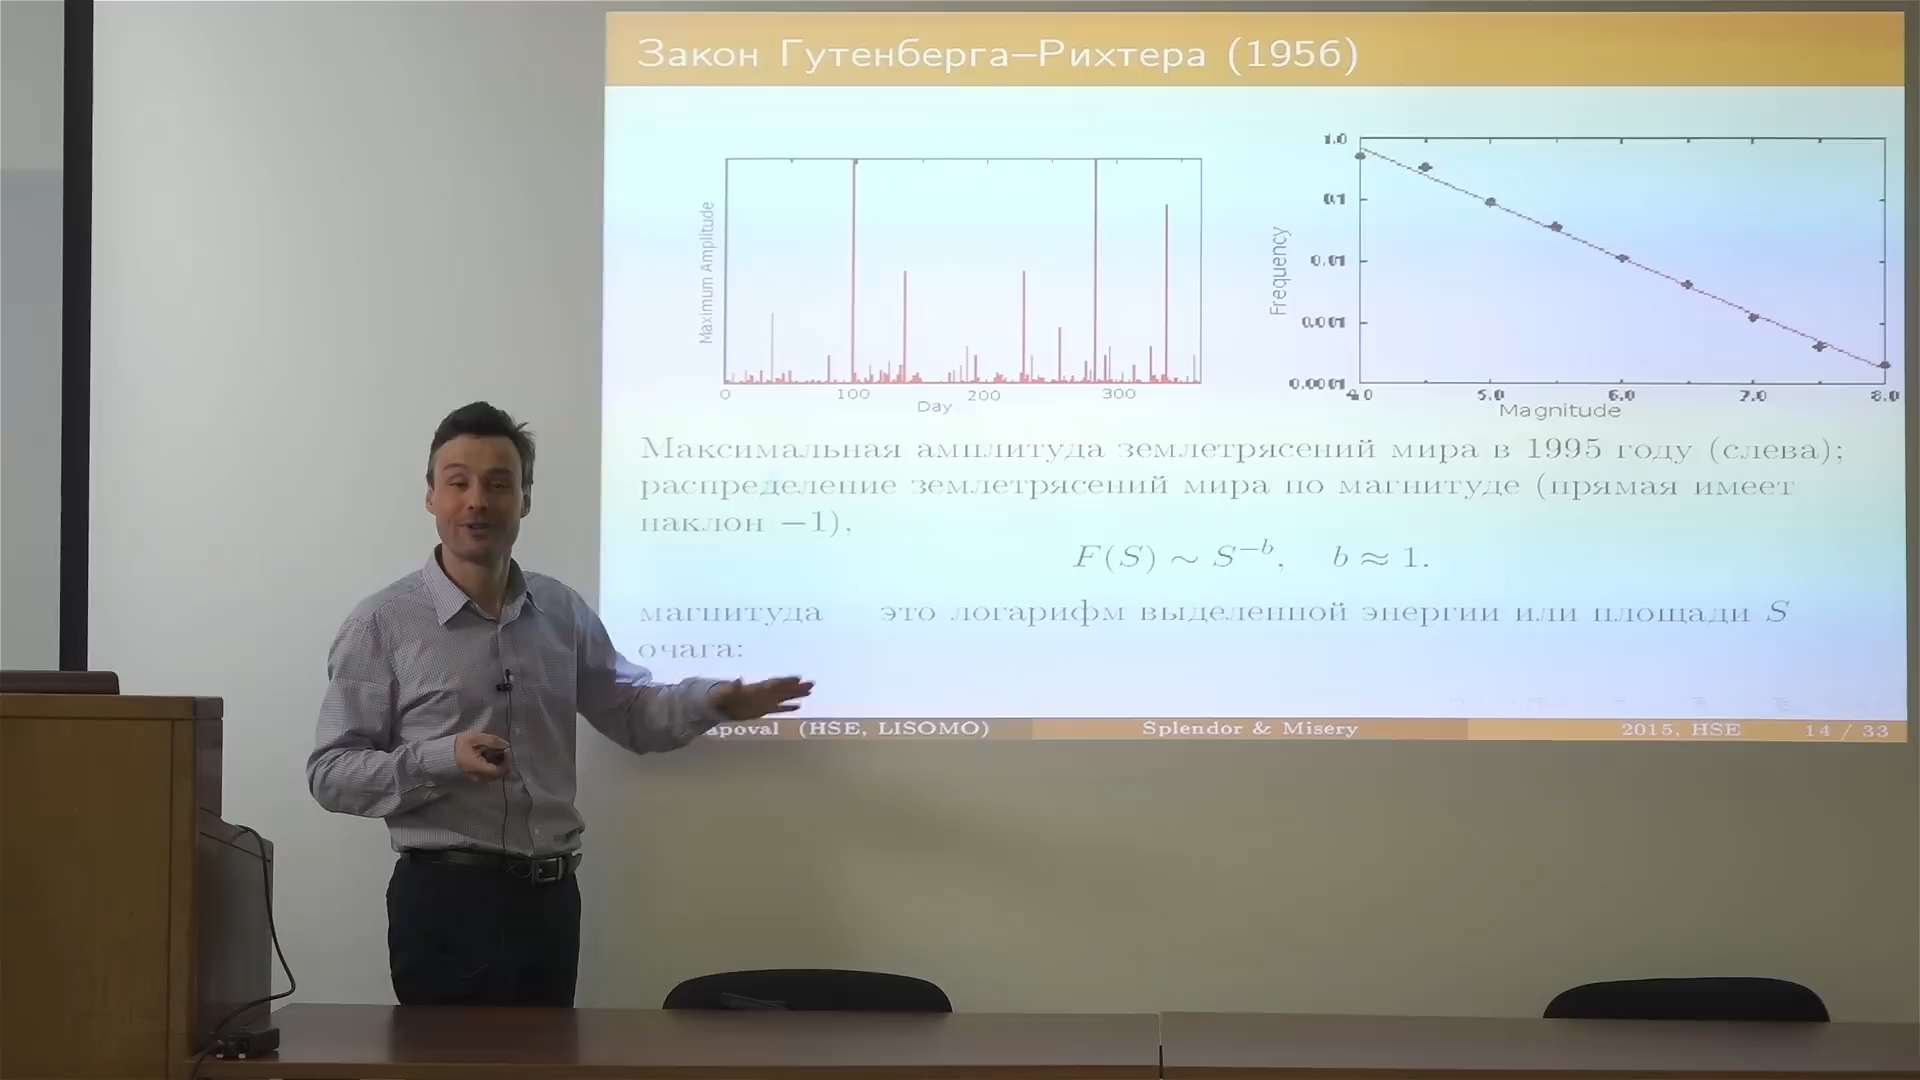 Закон Гутенберга–Рихтера (1956)
Maximum Amplitude
0 100 200 300
Day
Frequency
1.0
0.1
0.01
0.001
0.0001
4.0 5.0 6.0 7.0 8.0
Magnitude
Максимальная амплитуда землетрясений мира в 1995 году (слева);
распределение землетрясений мира по магнитуде (прямая имеет
наклон −1),
F(S) ∼ S⁻ᵇ, b ≈ 1.
магнитуда это логарифм выделенной энергии или площади S
очага:
apoval (HSE, LISOMO) Splendor & Misery 2015, HSE 14 / 33